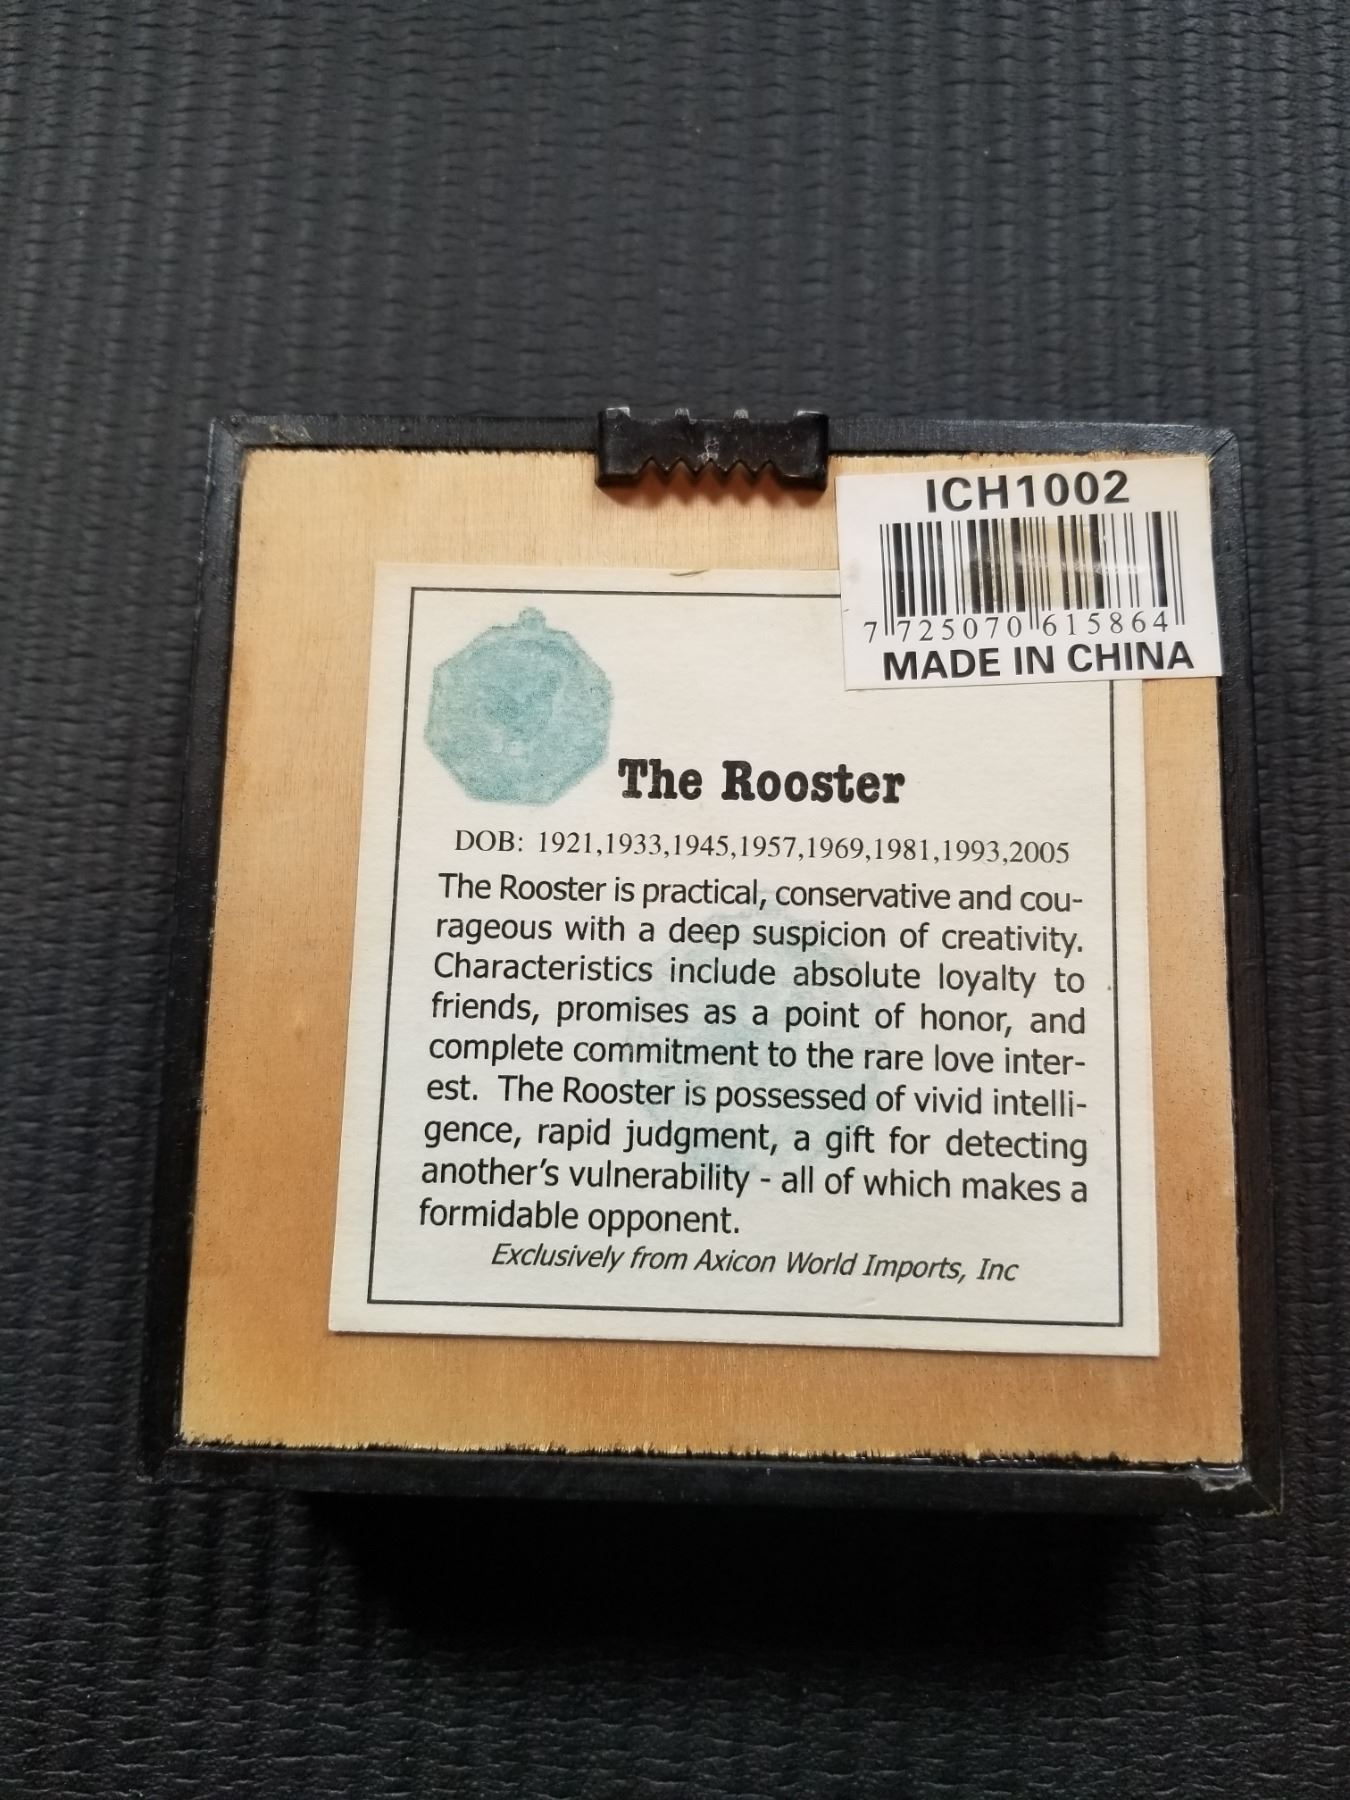 ICH1002
7 725070 615864
MADE IN CHINA
The Rooster
DOB: 1921,1933,1945,1957,1969,1981,1993,2005
The Rooster is practical, conservative and cou-
rageous with a deep suspicion of creativity.
Characteristics include absolute loyalty to
friends, promises as a point of honor, and
complete commitment to the rare love inter-
est. The Rooster is possessed of vivid intelli-
gence, rapid judgment, a gift for detecting
another's vulnerability - all of which makes a
formidable opponent.
Exclusively from Axicon World Imports, Inc